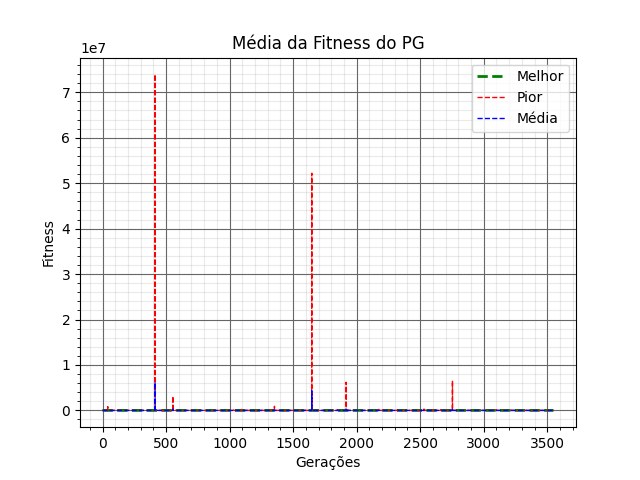 Média da Fitness do PG
1e7
Melhor
Pior
Média
7
6
5
4
3
2
1
0
Fitness
0 500 1000 1500 2000 2500 3000 3500
Gerações